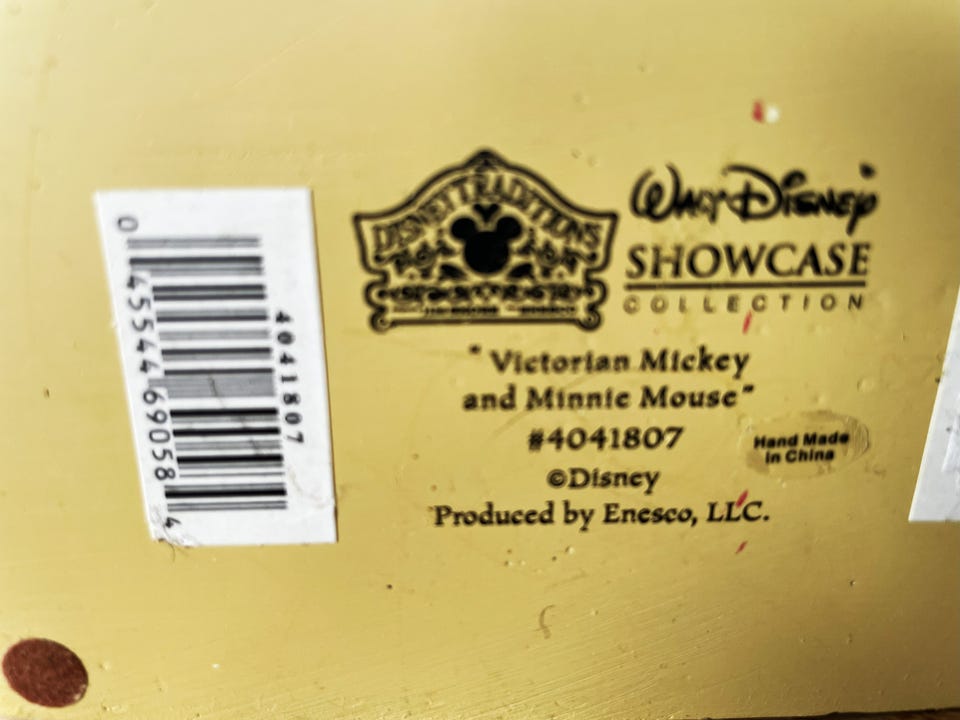 0 45544 69058 4
4041807
DISNEY TRADITIONS
Walt Disney
SHOWCASE
COLLECTION
"Victorian Mickey
and Minnie Mouse"
#4041807
©Disney
Produced by Enesco, LLC.
Hand Made
in China